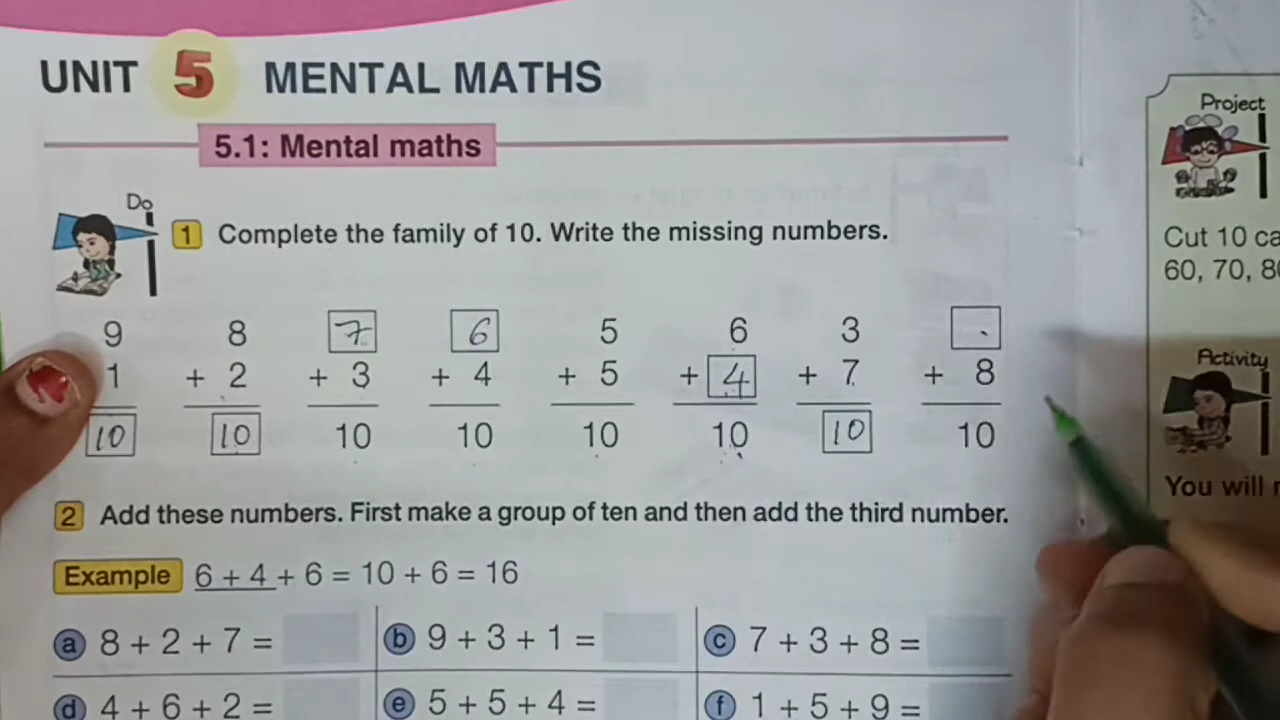 UNIT 5 MENTAL MATHS
5.1: Mental maths
Do
1 Complete the family of 10. Write the missing numbers.
9 8 7 6 5 6 3
1 + 2 + 3 + 4 + 5 + 4 + 7 + 8
10 10 10 10 10 10 10 10
2 Add these numbers. First make a group of ten and then add the third number.
Example 6 + 4 + 6 = 10 + 6 = 16
a 8 + 2 + 7 = b 9 + 3 + 1 = c 7 + 3 + 8 =
d 4 + 6 + 2 = e 5 + 5 + 4 = f 1 + 5 + 9 =
Project
Cut 10 ca
60, 70, 8
Activity
You will